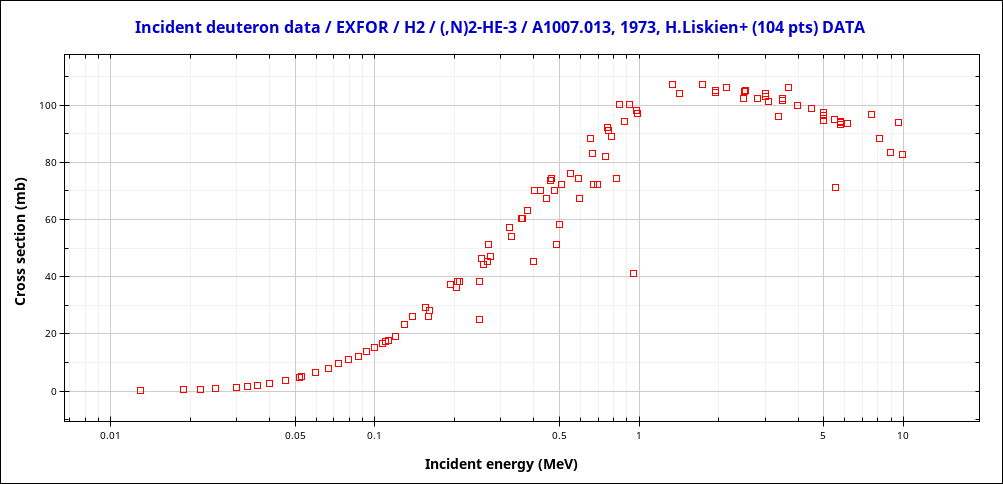 Incident deuteron data / EXFOR / H2 / (,N)2-HE-3 / A1007.013, 1973, H.Liskien+ (104 pts) DATA
Cross section (mb)
100
80
60
40
20
0
0.01 0.05 0.1 0.5 1 5 10
Incident energy (MeV)